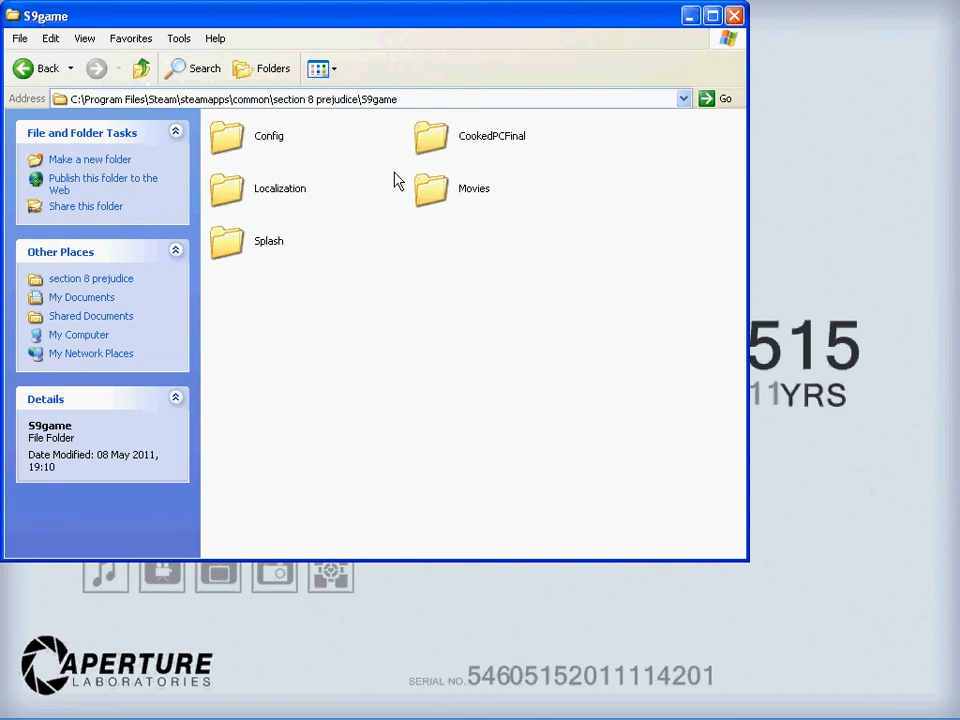 S9game
File Edit View Favorites Tools Help
Back Search Folders
Address C:\Program Files\Steam\steamapps\common\section 8 prejudice\S9game Go
File and Folder Tasks
Make a new folder
Publish this folder to the
Web
Share this folder
Other Places
section 8 prejudice
My Documents
Shared Documents
My Computer
My Network Places
Details
S9game
File Folder
Date Modified: 08 May 2011,
19:10
Config CookedPCFinal
Localization Movies
Splash
515
11YRS
APERTURE
LABORATORIES
SERIAL NO.54605152011114201